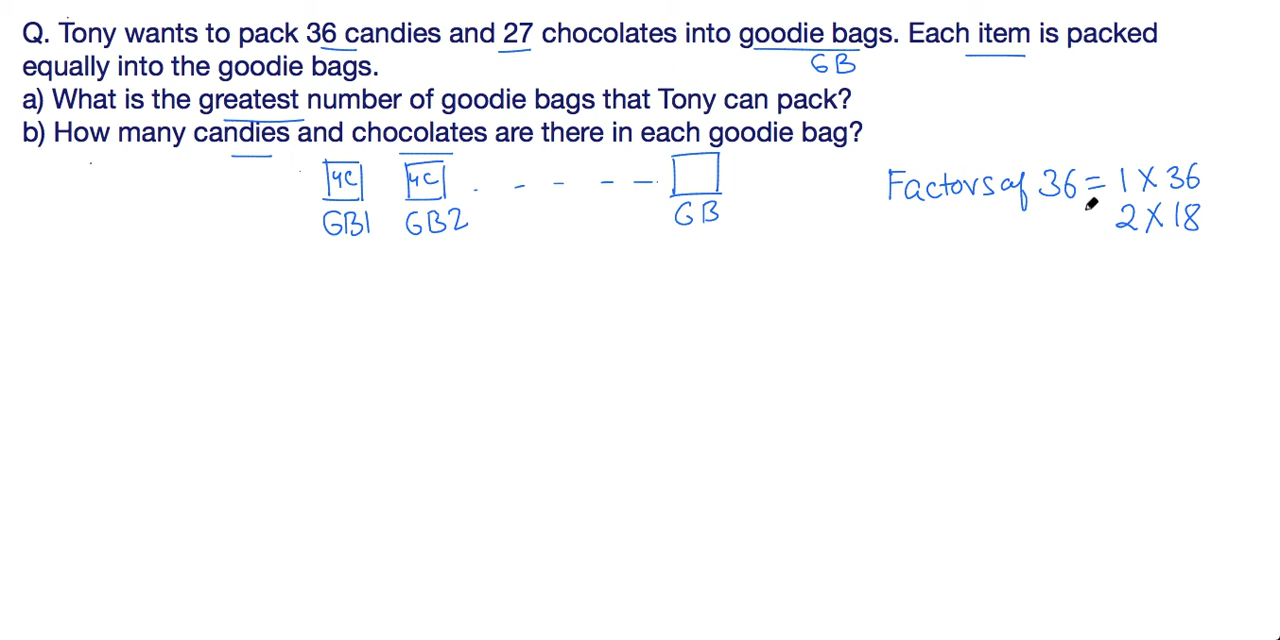 Q. Tony wants to pack 36 candies and 27 chocolates into goodie bags. Each item is packed
equally into the goodie bags.
GB
a) What is the greatest number of goodie bags that Tony can pack?
b) How many candies and chocolates are there in each goodie bag?
4C 4C
GB1 GB2 GB
Factors of 36 = 1 X 36
2 X 18